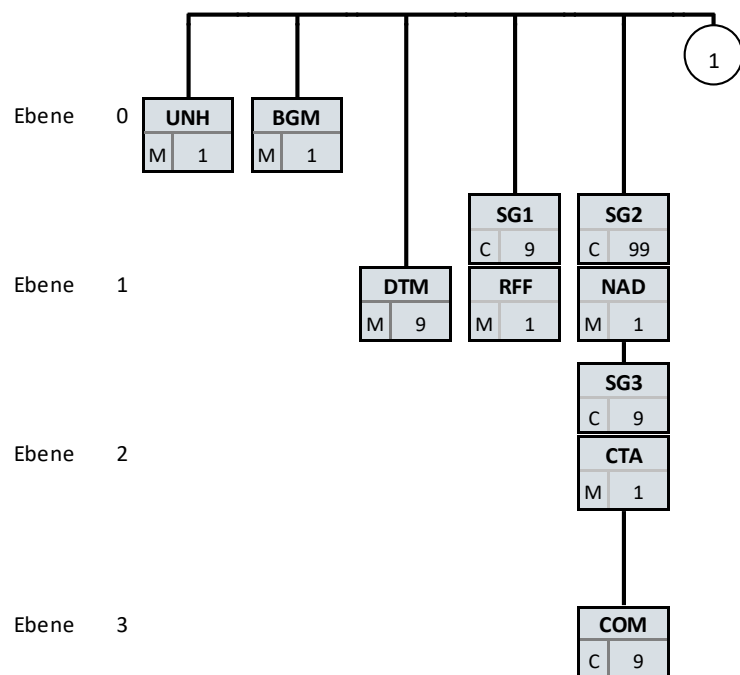 1
Ebene 0 UNH BGM
M 1 M 1
SG1 SG2
C 9 C 99
Ebene 1 DTM RFF NAD
M 9 M 1 M 1
SG3
C 9
Ebene 2 CTA
M 1
Ebene 3 COM
C 9